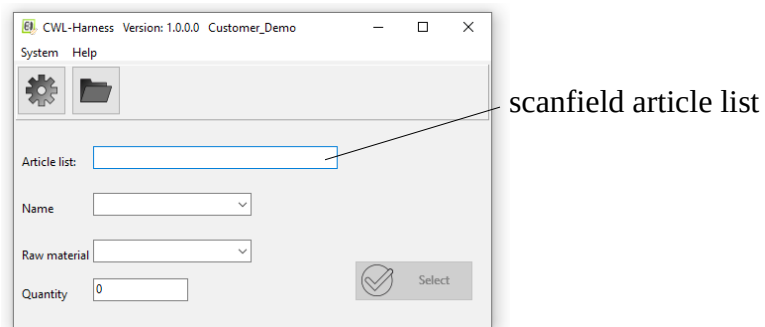 CWL-Harness Version: 1.0.0.0 Customer_Demo
System Help
scanfield article list
Article list:
Name
Raw material
Select
Quantity 0